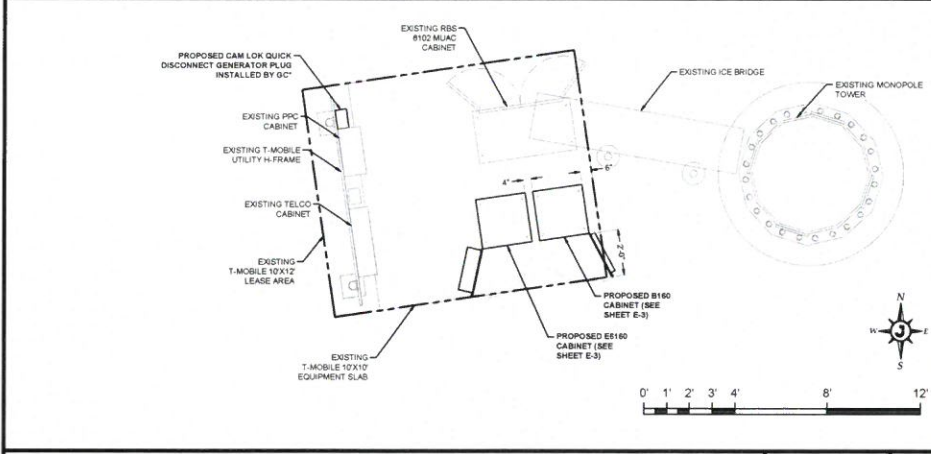 EXISTING RBS
6102 MUAC
CABINET
PROPOSED CAM LOK QUICK
DISCONNECT GENERATOR PLUG
INSTALLED BY GC"
EXISTING ICE BRIDGE
EXISTING MONOPOLE
TOWER
EXISTING PPC
CABINET
EXISTING T-MOBILE
UTILITY H-FRAME
EXISTING TELCO
CABINET
EXISTING
T-MOBILE 10'X12'
LEASE AREA
4"
6"
PROPOSED B160
CABINET (SEE
SHEET E-3)
PROPOSED E6160
CABINET (SEE
SHEET E-3)
EXISTING
T-MOBILE 10'X10'
EQUIPMENT SLAB
N
W
J
E
S
0' 1' 2' 3' 4' 8' 12'